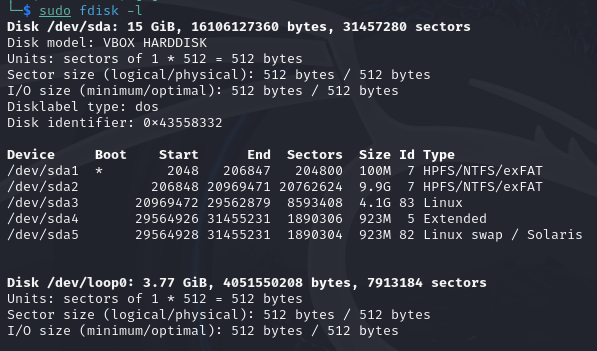 └─$ sudo fdisk -l
Disk /dev/sda: 15 GiB, 16106127360 bytes, 31457280 sectors
Disk model: VBOX HARDDISK
Units: sectors of 1 * 512 = 512 bytes
Sector size (logical/physical): 512 bytes / 512 bytes
I/O size (minimum/optimal): 512 bytes / 512 bytes
Disklabel type: dos
Disk identifier: 0×43558332
Device     Boot    Start      End  Sectors  Size Id Type
/dev/sda1  *        2048   206847   204800  100M  7 HPFS/NTFS/exFAT
/dev/sda2         206848 20969471 20762624  9.9G  7 HPFS/NTFS/exFAT
/dev/sda3       20969472 29562879  8593408  4.1G 83 Linux
/dev/sda4       29564926 31455231  1890306  923M  5 Extended
/dev/sda5       29564928 31455231  1890304  923M 82 Linux swap / Solaris
Disk /dev/loop0: 3.77 GiB, 4051550208 bytes, 7913184 sectors
Units: sectors of 1 * 512 = 512 bytes
Sector size (logical/physical): 512 bytes / 512 bytes
I/O size (minimum/optimal): 512 bytes / 512 bytes